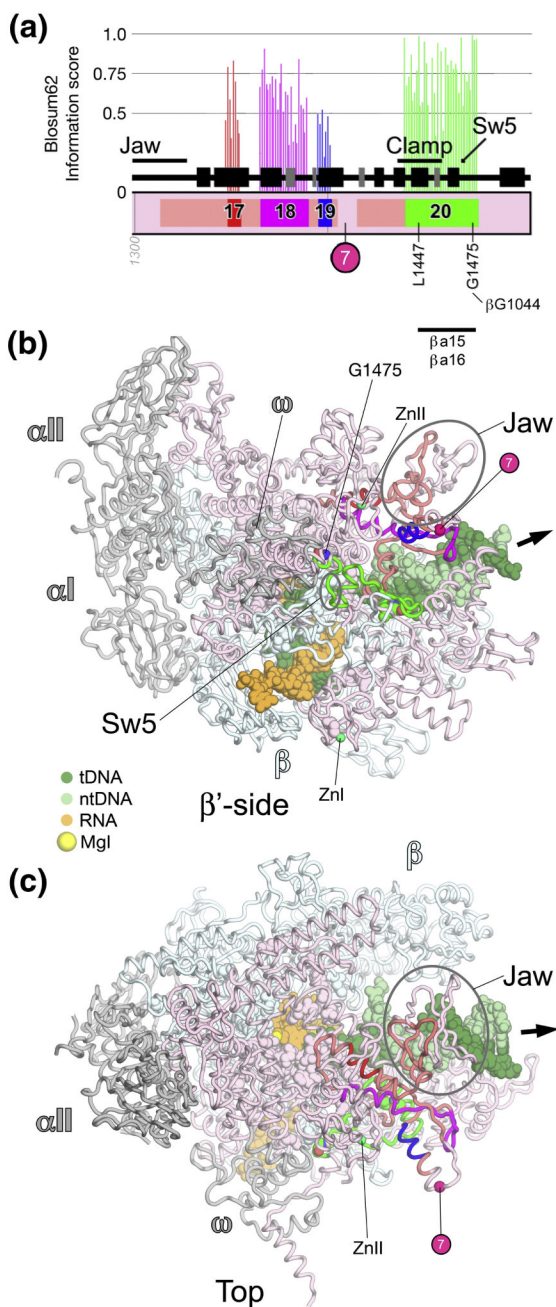 (a)
Blosum62
Information score
1.0
0.75
0.5
0
Jaw
Clamp
Sw5
17
18
19
20
1300
7
L1447
G1475
βG1044
βa15
βa16
(b)
G1475
ω
ZnII
Jaw
7
αII
αI
Sw5
β
ZnI
β’-side
tDNA
ntDNA
RNA
MgI
(c)
β
Jaw
αII
ω
ZnII
7
Top